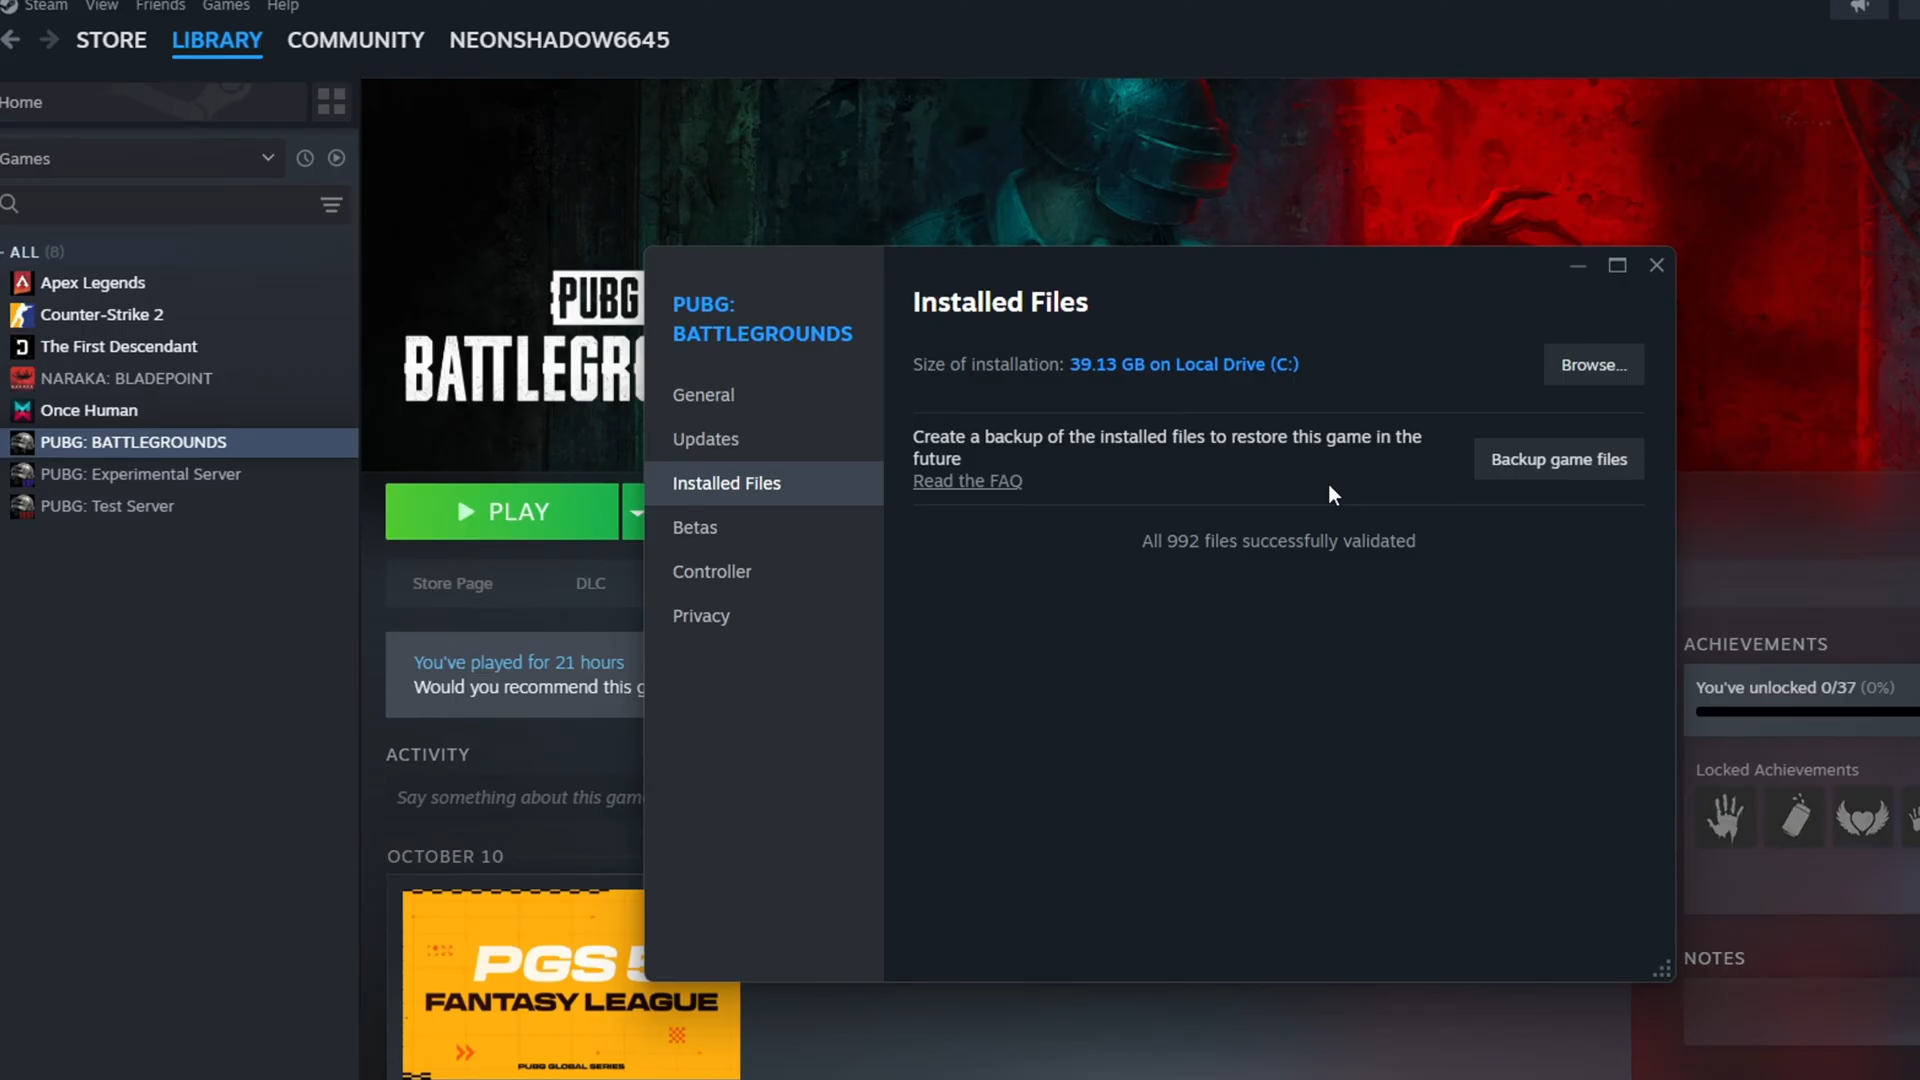 Steam View Friends Games Help
STORE LIBRARY COMMUNITY NEONSHADOW6645
Home
Games
- ALL (8)
Apex Legends
Counter-Strike 2
The First Descendant
NARAKA: BLADEPOINT
Once Human
PUBG: BATTLEGROUNDS
PUBG: Experimental Server
PUBG: Test Server
PUBG
BATTLEGR
PLAY
Store Page DLC
You've played for 21 hours
Would you recommend this g
ACTIVITY
Say something about this gam
OCTOBER 10
PGS 5
FANTASY LEAGUE
PUBG GLOBAL SERIES
PUBG:
BATTLEGROUNDS
General
Updates
Installed Files
Betas
Controller
Privacy
Installed Files
Size of installation: 39.13 GB on Local Drive (C:)
Browse...
Create a backup of the installed files to restore this game in the
future
Read the FAQ
Backup game files
All 992 files successfully validated
ACHIEVEMENTS
You've unlocked 0/37 (0%)
Locked Achievements
NOTES